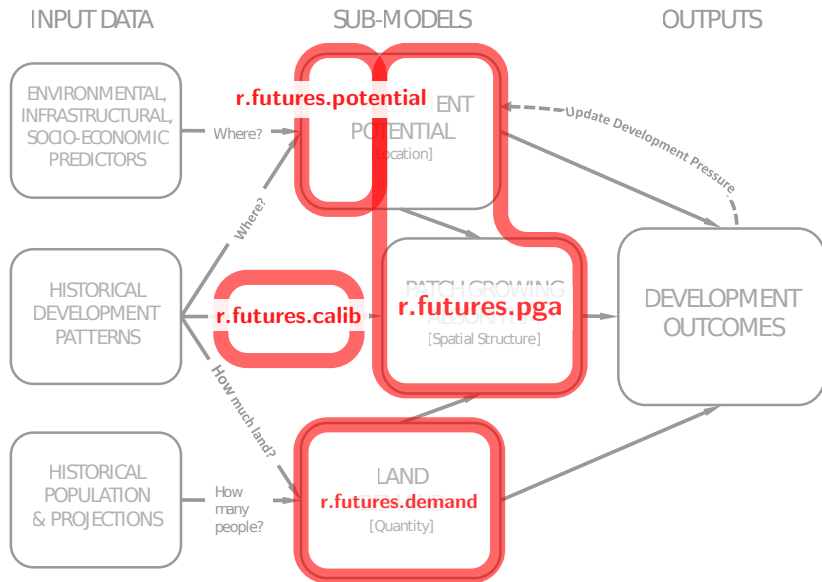 INPUT DATA
SUB-MODELS
OUTPUTS
ENVIRONMENTAL,
INFRASTRUCTURAL,
SOCIO-ECONOMIC
PREDICTORS
Where?
r.futures.potential
POTENTIAL
[Location]
Update Development Pressure
Where?
HISTORICAL
DEVELOPMENT
PATTERNS
r.futures.calib
PATCH GROWING
r.futures.pga
[Spatial Structure]
DEVELOPMENT
OUTCOMES
How much land?
HISTORICAL
POPULATION
& PROJECTIONS
How
many
people?
LAND
r.futures.demand
[Quantity]